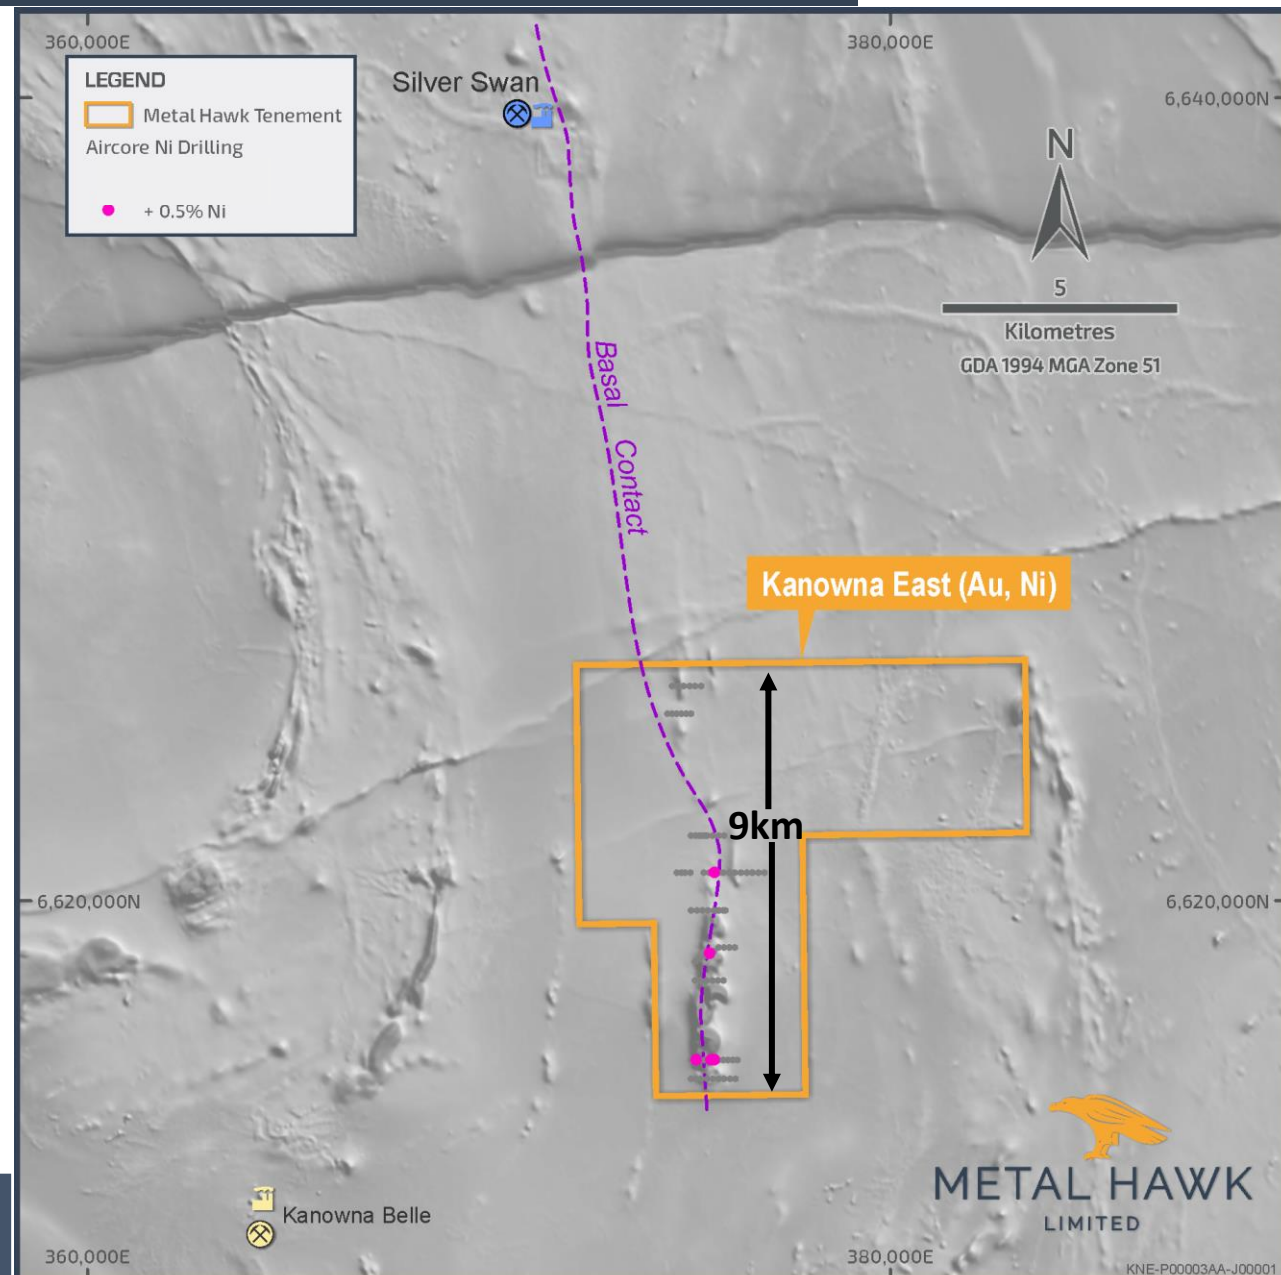 360,000E
380,000E
LEGEND
Metal Hawk Tenement
Aircore Ni Drilling
+ 0.5% Ni
Silver Swan
6,640,000N
N
5
Kilometres
GDA 1994 MGA Zone 51
Basal Contact
Kanowna East (Au, Ni)
9km
6,620,000N
6,620,000N
Kanowna Belle
METAL HAWK
LIMITED
360,000E
380,000E
KNE-P00003AA-J00001